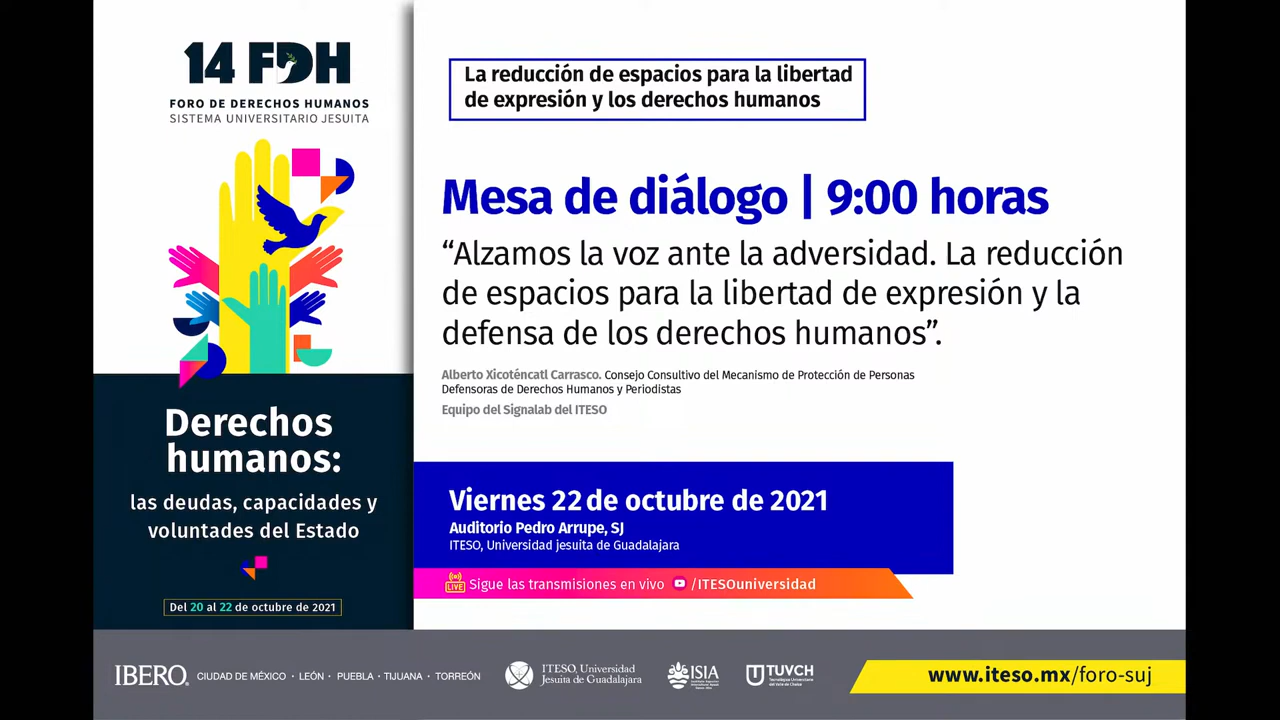 14 FDH
FORO DE DERECHOS HUMANOS
SISTEMA UNIVERSITARIO JESUITA
Derechos
humanos:
las deudas, capacidades y
voluntades del Estado
Del 20 al 22 de octubre de 2021
La reducción de espacios para la libertad
de expresión y los derechos humanos
Mesa de diálogo | 9:00 horas
“Alzamos la voz ante la adversidad. La reducción
de espacios para la libertad de expresión y la
defensa de los derechos humanos”.
Alberto Xicoténcatl Carrasco. Consejo Consultivo del Mecanismo de Protección de Personas
Defensoras de Derechos Humanos y Periodistas
Equipo del Signalab del ITESO
Viernes 22 de octubre de 2021
Auditorio Pedro Arrupe, SJ
ITESO, Universidad jesuita de Guadalajara
LIVE Sigue las transmisiones en vivo /ITESOuniversidad
IBERO. CIUDAD DE MÉXICO · LEÓN · PUEBLA · TIJUANA · TORREÓN
ITESO, Universidad
Jesuita de Guadalajara
ISIA
TUVCH
www.iteso.mx/foro-suj